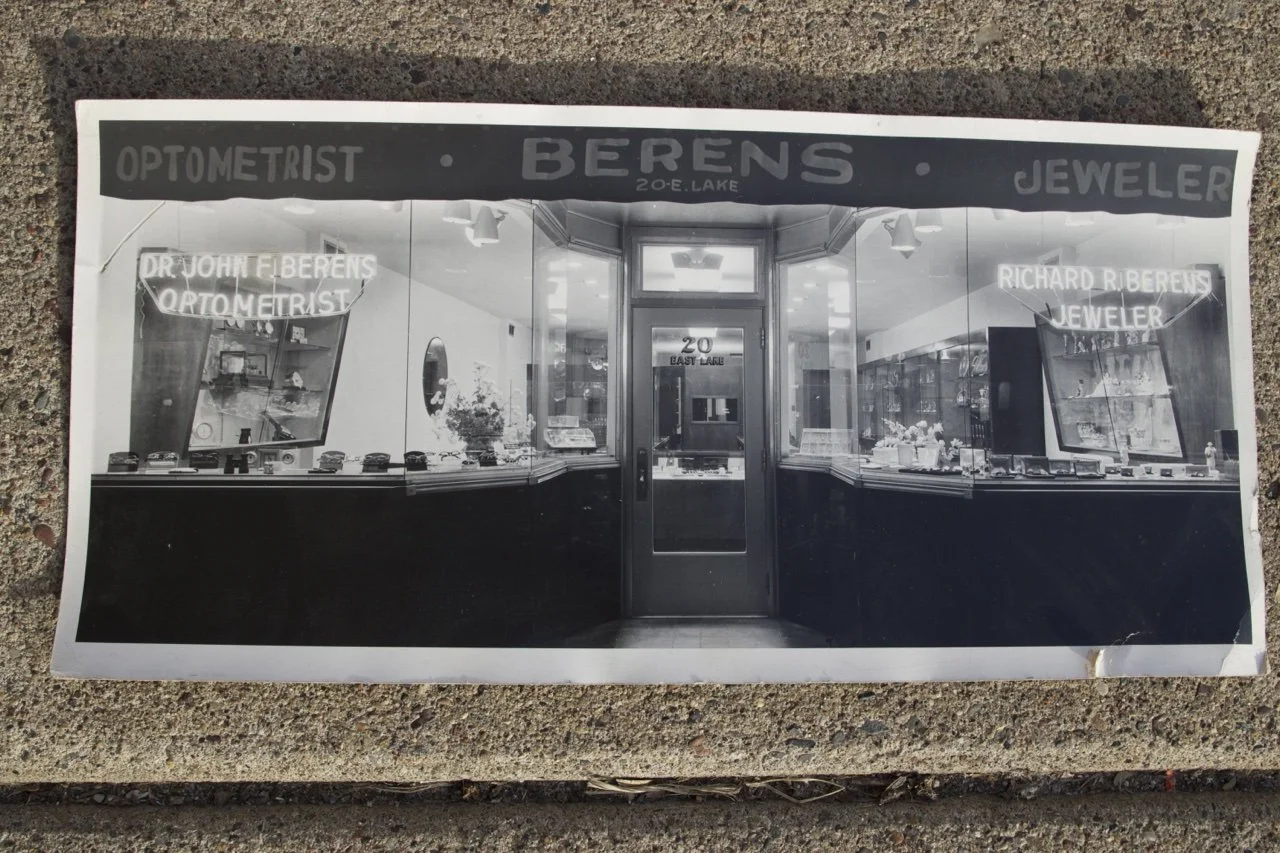 OPTOMETRIST • BERENS • JEWELER
20-E. LAKE
DR. JOHN F. BERENS
OPTOMETRIST
RICHARD R. BERENS
JEWELER
20
EAST LAKE